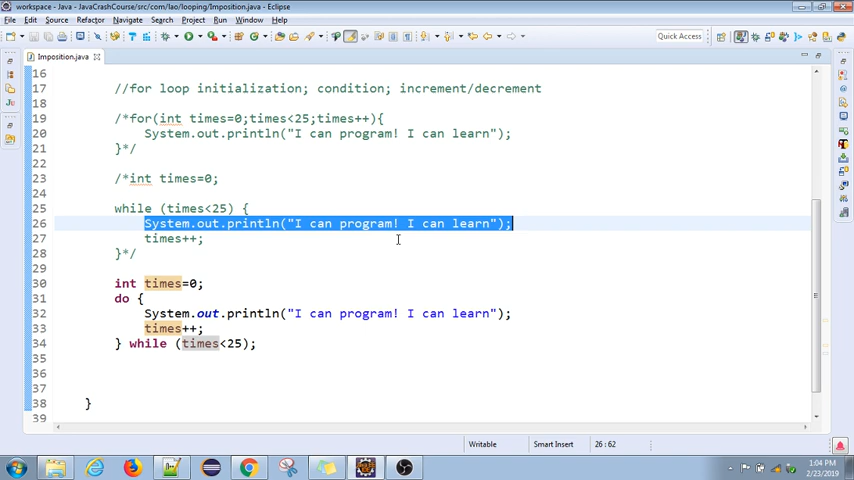 workspace - Java - JavaCrashCourse/src/com/lao/looping/Imposition.java - Eclipse
File Edit Source Refactor Navigate Search Project Run Window Help
Quick Access
Imposition.java
16
17 //for loop initialization; condition; increment/decrement
18
19 /*for(int times=0;times<25;times++){
20 System.out.println("I can program! I can learn");
21 }*/
22
23 /*int times=0;
24
25 while (times<25) {
26 System.out.println("I can program! I can learn");
27 times++;
28 }*/
29
30 int times=0;
31 do {
32 System.out.println("I can program! I can learn");
33 times++;
34 } while (times<25);
35
36
37
38 }
39
Writable Smart Insert 26 : 62
1:04 PM
2/23/2019